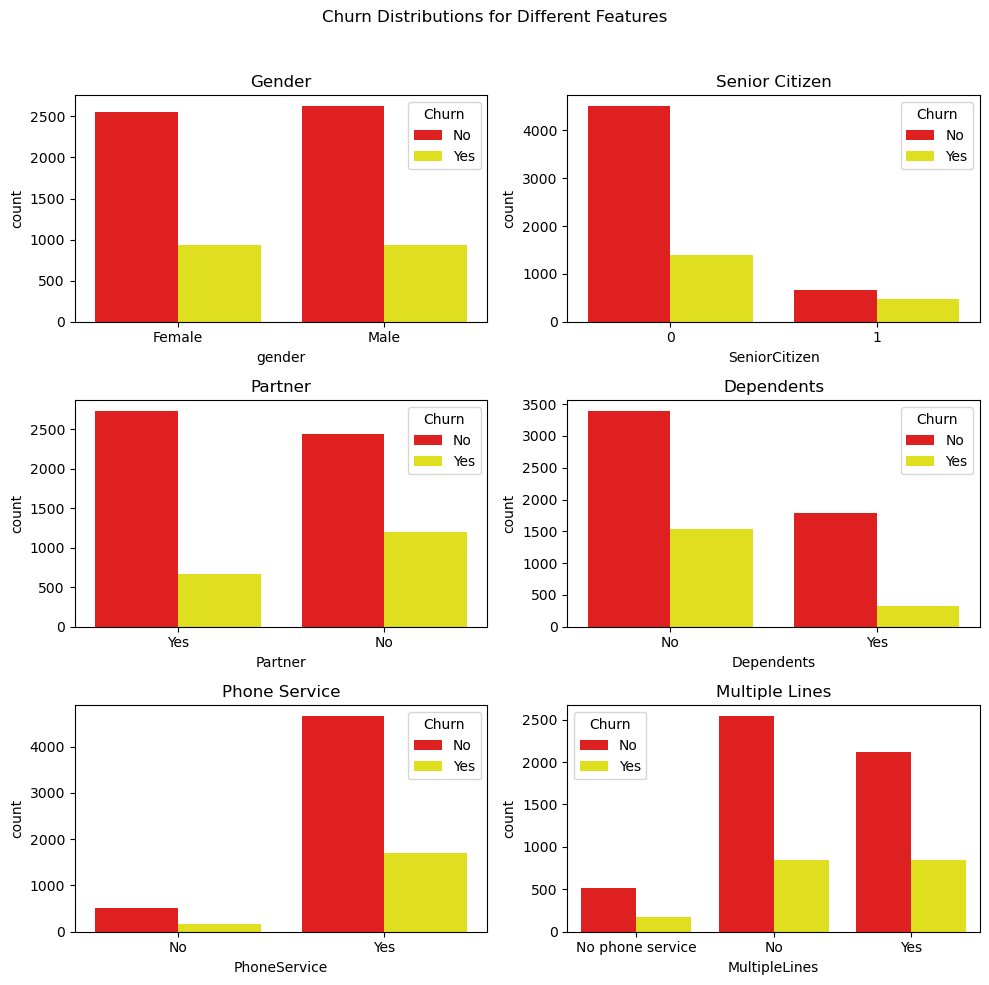 Churn Distributions for Different Features
Gender
count
2500
2000
1500
1000
500
0
Churn
No
Yes
Female
Male
gender
Senior Citizen
count
4000
3000
2000
1000
0
Churn
No
Yes
0
1
SeniorCitizen
Partner
count
2500
2000
1500
1000
500
0
Churn
No
Yes
Yes
No
Partner
Dependents
count
3500
3000
2500
2000
1500
1000
500
0
Churn
No
Yes
No
Yes
Dependents
Phone Service
count
4000
3000
2000
1000
0
Churn
No
Yes
No
Yes
PhoneService
Multiple Lines
count
2500
2000
1500
1000
500
0
Churn
No
Yes
No phone service
No
Yes
MultipleLines